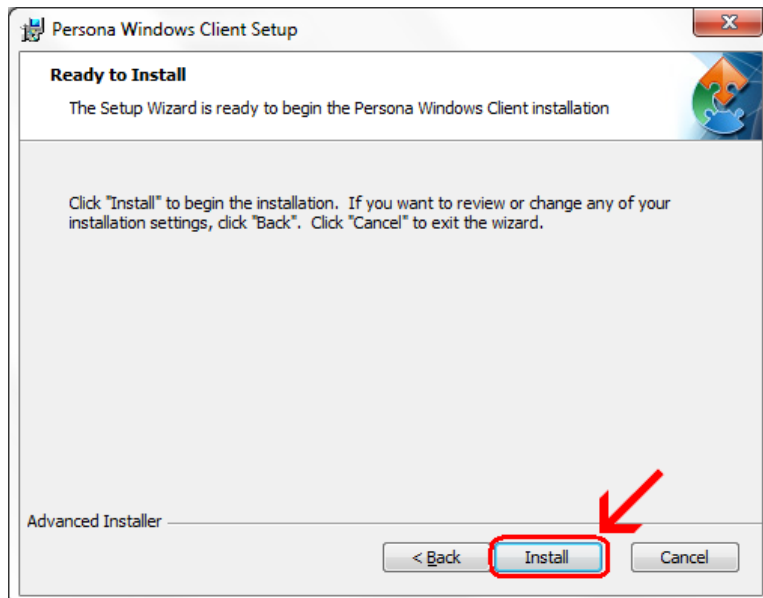 Persona Windows Client Setup
Ready to Install
The Setup Wizard is ready to begin the Persona Windows Client installation
Click "Install" to begin the installation. If you want to review or change any of your
installation settings, click "Back". Click "Cancel" to exit the wizard.
Advanced Installer
< Back Install Cancel